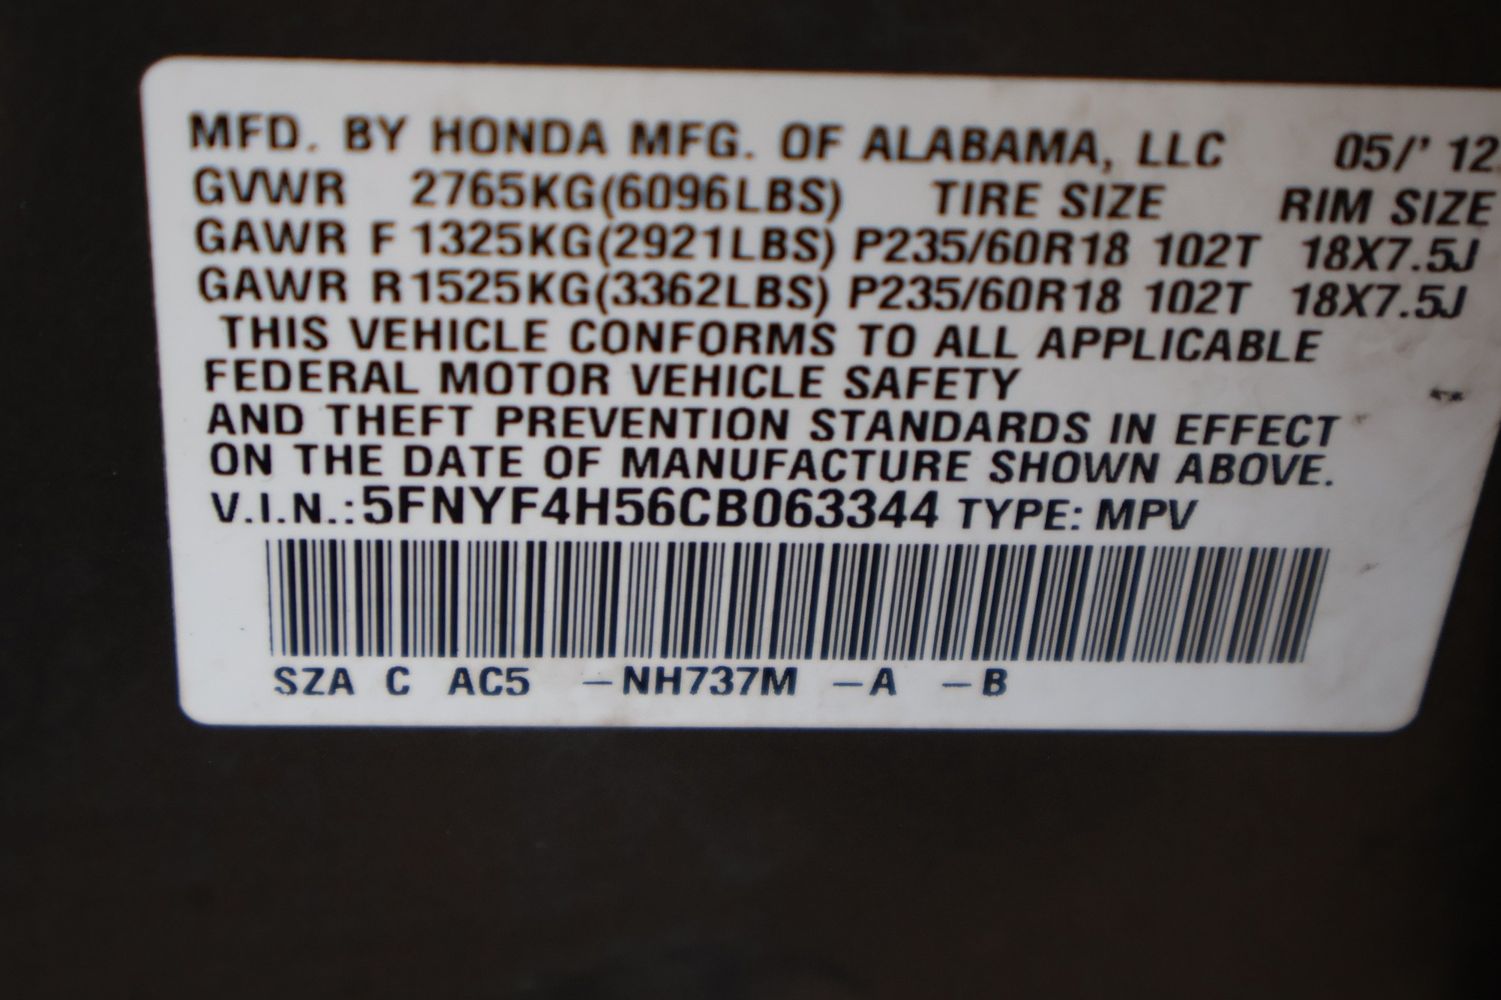 MFD. BY HONDA MFG. OF ALABAMA, LLC 05/'12
GVWR 2765KG(6096LBS) TIRE SIZE RIM SIZE
GAWR F 1325KG(2921LBS) P235/60R18 102T 18X7.5J
GAWR R 1525KG(3362LBS) P235/60R18 102T 18X7.5J
THIS VEHICLE CONFORMS TO ALL APPLICABLE
FEDERAL MOTOR VEHICLE SAFETY
AND THEFT PREVENTION STANDARDS IN EFFECT
ON THE DATE OF MANUFACTURE SHOWN ABOVE.
V.I.N.: 5FNYF4H56CB063344 TYPE: MPV
SZA C AC5 -NH737M -A -B